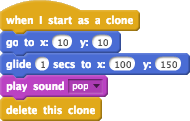 when I start as a clone
go to x: 10 y: 10
glide 1 secs to x: 100 y: 150
play sound pop
delete this clone